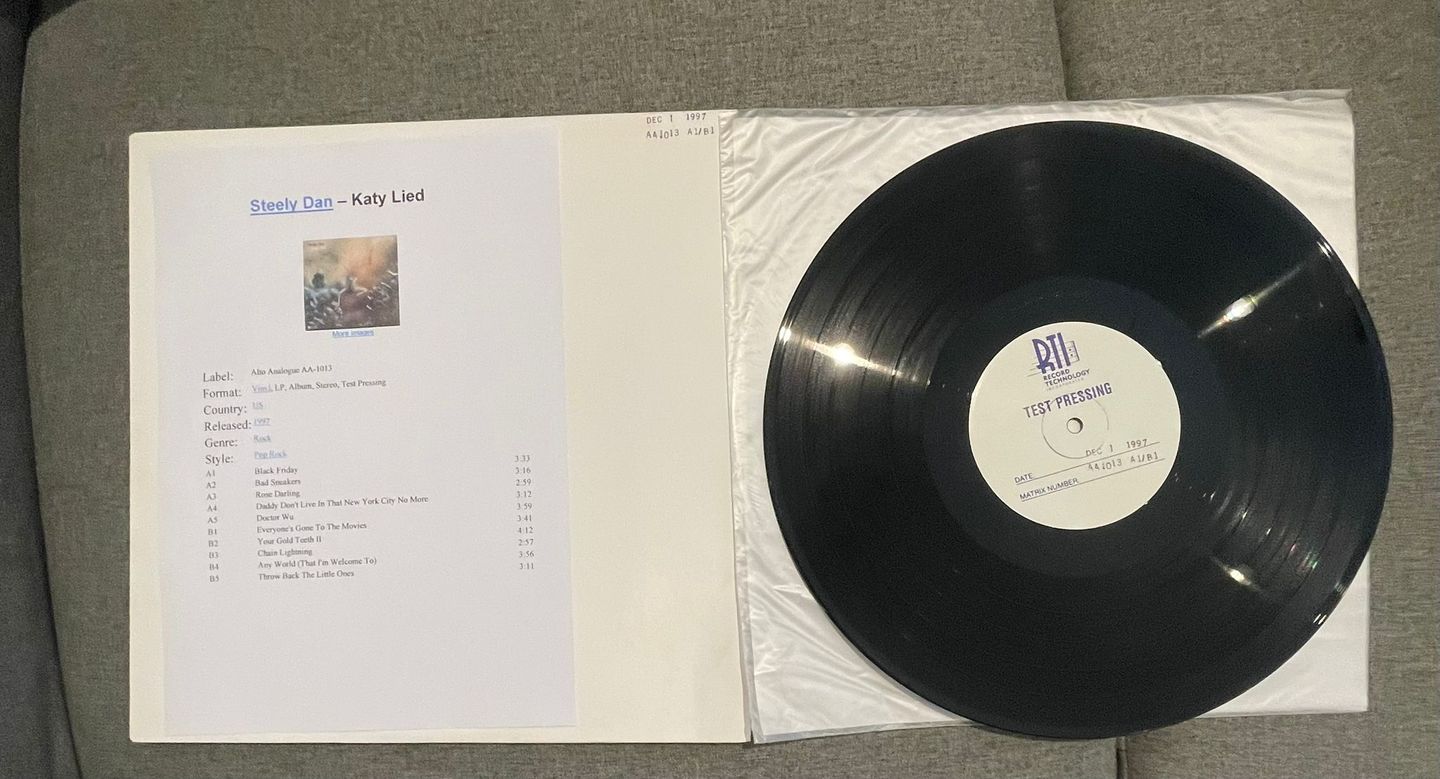 DEC 1 1997
AA1013 A1/B1
Steely Dan – Katy Lied
More images
Label: Alto Analogue AA-1013
Format: Vinyl, LP, Album, Stereo, Test Pressing
Country: US
Released: 1997
Genre: Rock
Style: Pop Rock
A1 Black Friday 3:33
A2 Bad Sneakers 3:16
A3 Rose Darling 2:59
A4 Daddy Don't Live In That New York City No More 3:12
A5 Doctor Wu 3:59
B1 Everyone's Gone To The Movies 3:41
B2 Your Gold Teeth II 4:12
B3 Chain Lightning 2:57
B4 Any World (That I'm Welcome To) 3:56
B5 Throw Back The Little Ones 3:11
RTI
RECORD
TECHNOLOGY
INCORPORATED
TEST PRESSING
DATE DEC 1 1997
MATRIX NUMBER AA1013 A1/B1